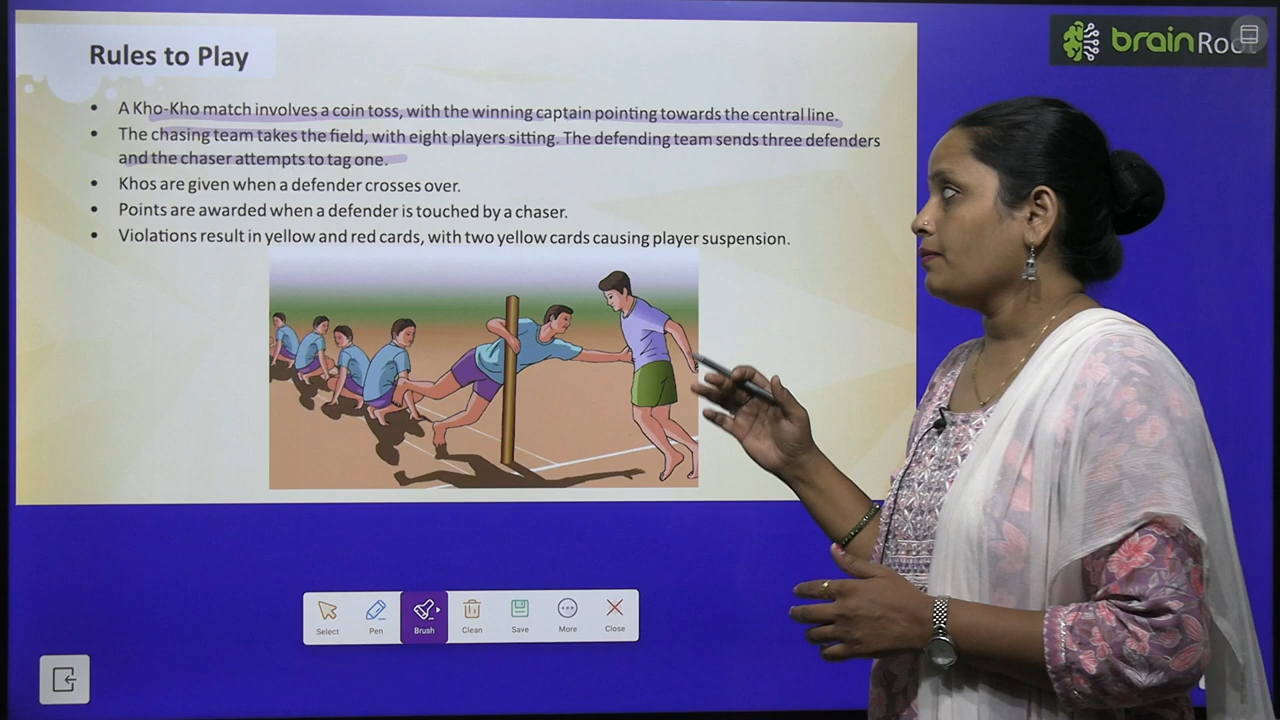 Rules to Play
brainRoot
• A Kho-Kho match involves a coin toss, with the winning captain pointing towards the central line.
• The chasing team takes the field, with eight players sitting. The defending team sends three defenders
and the chaser attempts to tag one.
• Khos are given when a defender crosses over.
• Points are awarded when a defender is touched by a chaser.
• Violations result in yellow and red cards, with two yellow cards causing player suspension.
Select Pen Brush Clean Save More Close